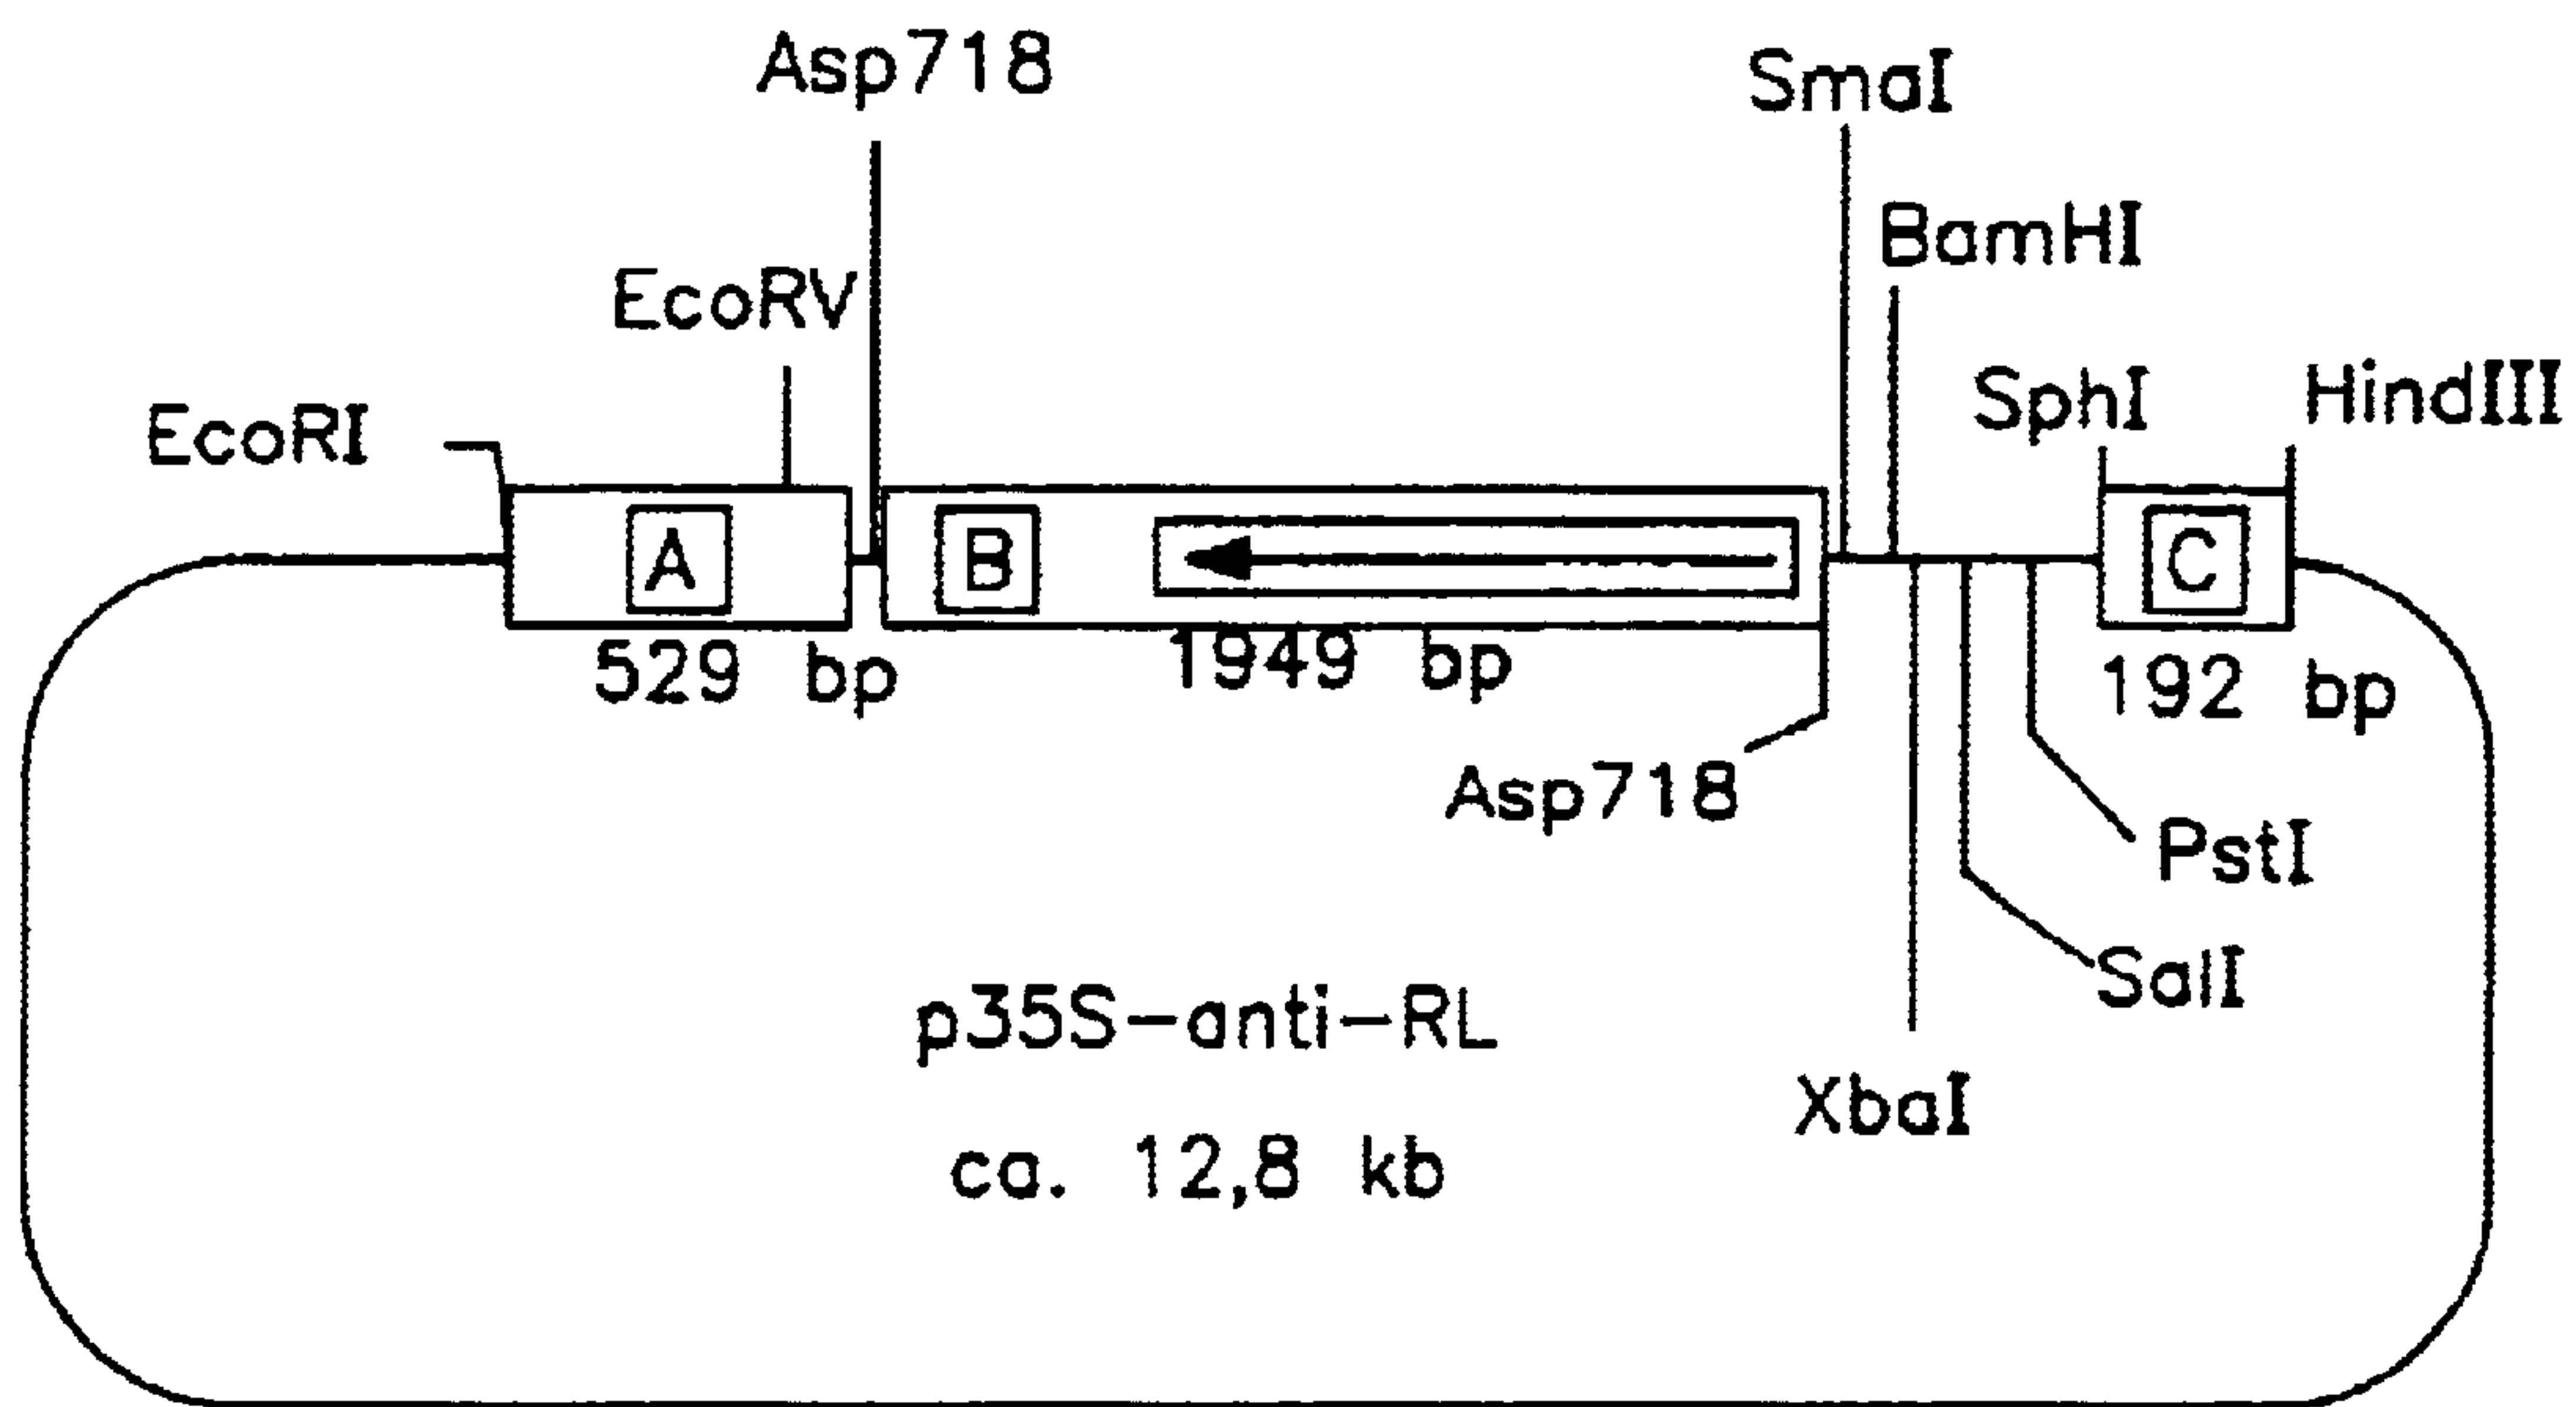 Asp718
SmaI
BamHI
EcoRV
SphI
HindIII
EcoRI
A
B
C
529 bp
1949 bp
192 bp
Asp718
PstI
SalI
p35S-anti-RL
XbaI
ca. 12,8 kb